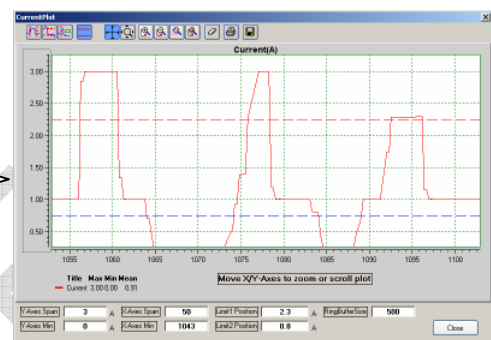 CurrentPlot
Current(A)
3.00
2.50
2.00
1.50
1.00
0.50
1055 1060 1065 1070 1075 1080 1085 1090 1095 1100
Title Max Min Mean
Current 3.00 0.00 0.91
Move X/Y-Axes to zoom or scroll plot
Y-Axes Span 3 A X-Axes Span 50 Limit1 Position 2.3 A RingBufferSize 500
Y-Axes Min 0 A X-Axes Min 1043 Limit2 Position 0.8 A Close